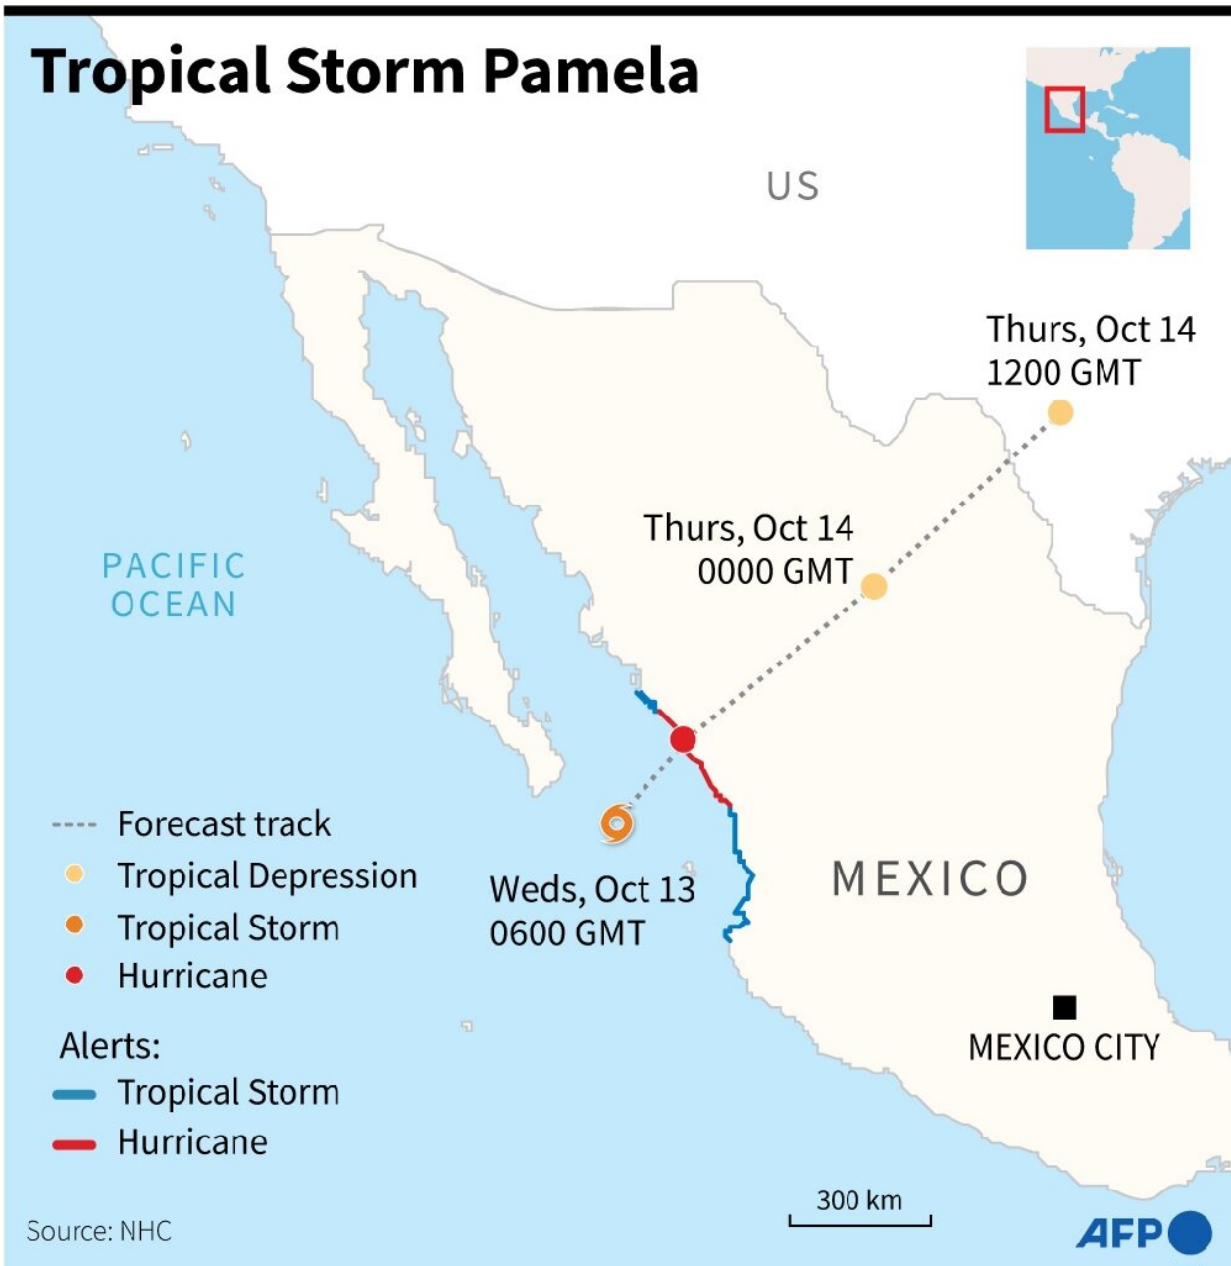 Tropical Storm Pamela
US
Thurs, Oct 14
1200 GMT
Thurs, Oct 14
0000 GMT
PACIFIC
OCEAN
Weds, Oct 13
0600 GMT
MEXICO
MEXICO CITY
Forecast track
Tropical Depression
Tropical Storm
Hurricane
Alerts:
Tropical Storm
Hurricane
300 km
Source: NHC
AFP